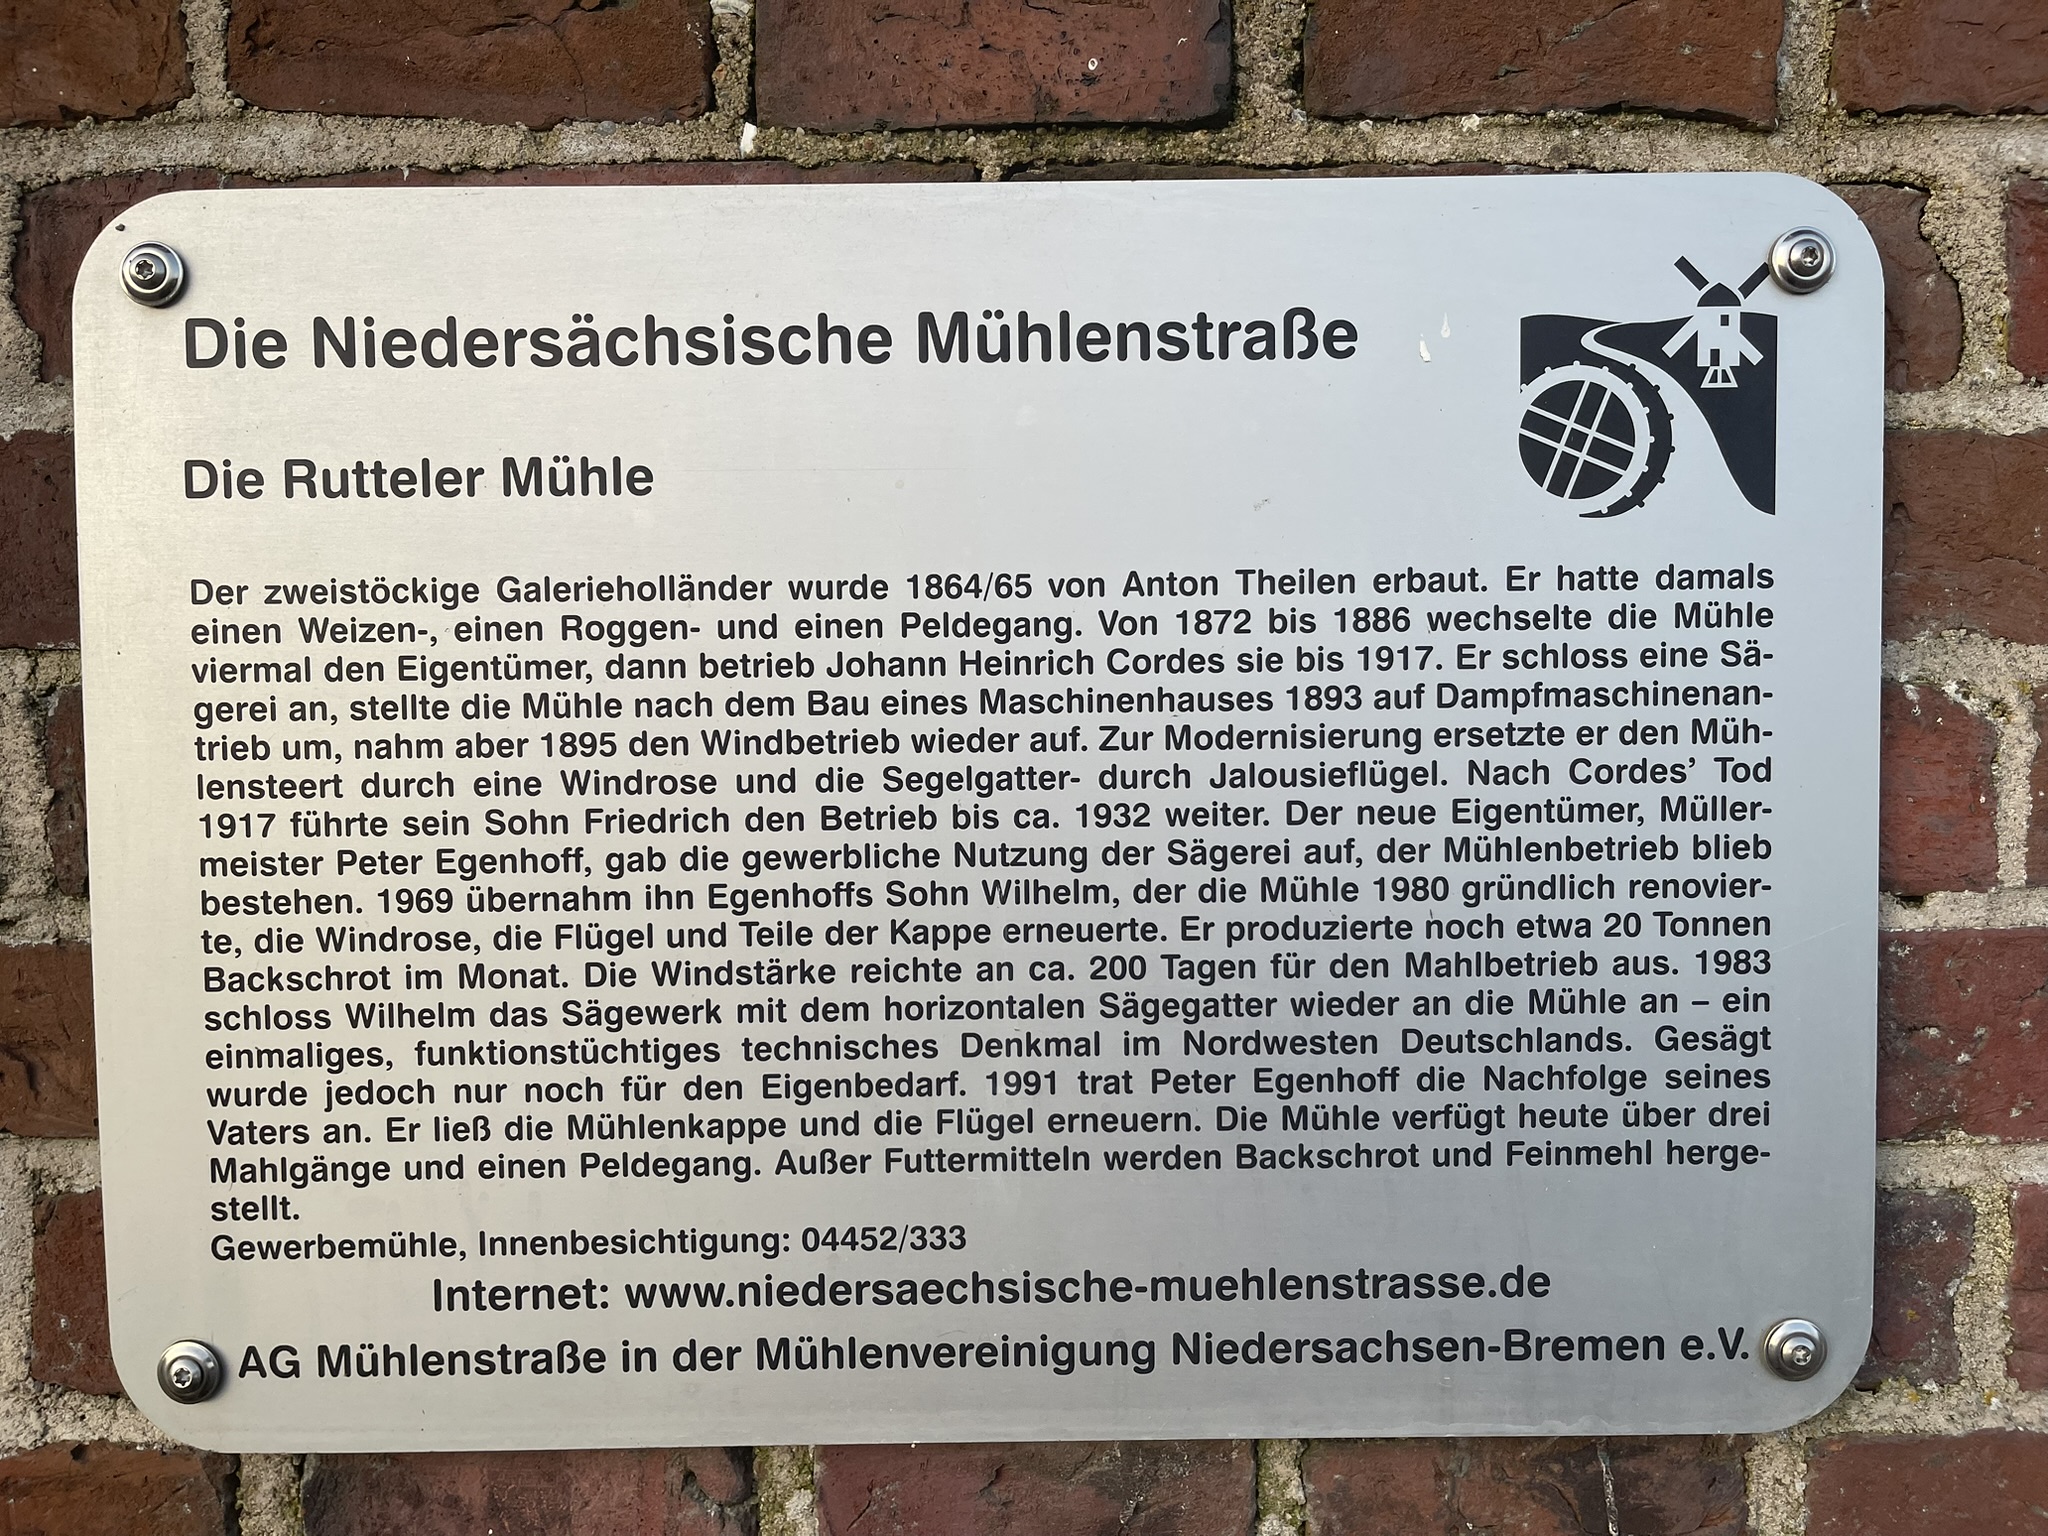 Die Niedersächsische Mühlenstraße
Die Rutteler Mühle
Der zweistöckige Galerieholländer wurde 1864/65 von Anton Theilen erbaut. Er hatte damals
einen Weizen-, einen Roggen- und einen Peldegang. Von 1872 bis 1886 wechselte die Mühle
viermal den Eigentümer, dann betrieb Johann Heinrich Cordes sie bis 1917. Er schloss eine Sä-
gerei an, stellte die Mühle nach dem Bau eines Maschinenhauses 1893 auf Dampfmaschinenan-
trieb um, nahm aber 1895 den Windbetrieb wieder auf. Zur Modernisierung ersetzte er den Müh-
lensteert durch eine Windrose und die Segelgatter- durch Jalousieflügel. Nach Cordes’ Tod
1917 führte sein Sohn Friedrich den Betrieb bis ca. 1932 weiter. Der neue Eigentümer, Müller-
meister Peter Egenhoff, gab die gewerbliche Nutzung der Sägerei auf, der Mühlenbetrieb blieb
bestehen. 1969 übernahm ihn Egenhoffs Sohn Wilhelm, der die Mühle 1980 gründlich renovier-
te, die Windrose, die Flügel und Teile der Kappe erneuerte. Er produzierte noch etwa 20 Tonnen
Backschrot im Monat. Die Windstärke reichte an ca. 200 Tagen für den Mahlbetrieb aus. 1983
schloss Wilhelm das Sägewerk mit dem horizontalen Sägegatter wieder an die Mühle an – ein
einmaliges, funktionstüchtiges technisches Denkmal im Nordwesten Deutschlands. Gesägt
wurde jedoch nur noch für den Eigenbedarf. 1991 trat Peter Egenhoff die Nachfolge seines
Vaters an. Er ließ die Mühlenkappe und die Flügel erneuern. Die Mühle verfügt heute über drei
Mahlgänge und einen Peldegang. Außer Futtermitteln werden Backschrot und Feinmehl herge-
stellt.
Gewerbemühle, Innenbesichtigung: 04452/333
Internet: www.niedersaechsische-muehlenstrasse.de
AG Mühlenstraße in der Mühlenvereinigung Niedersachsen-Bremen e.V.